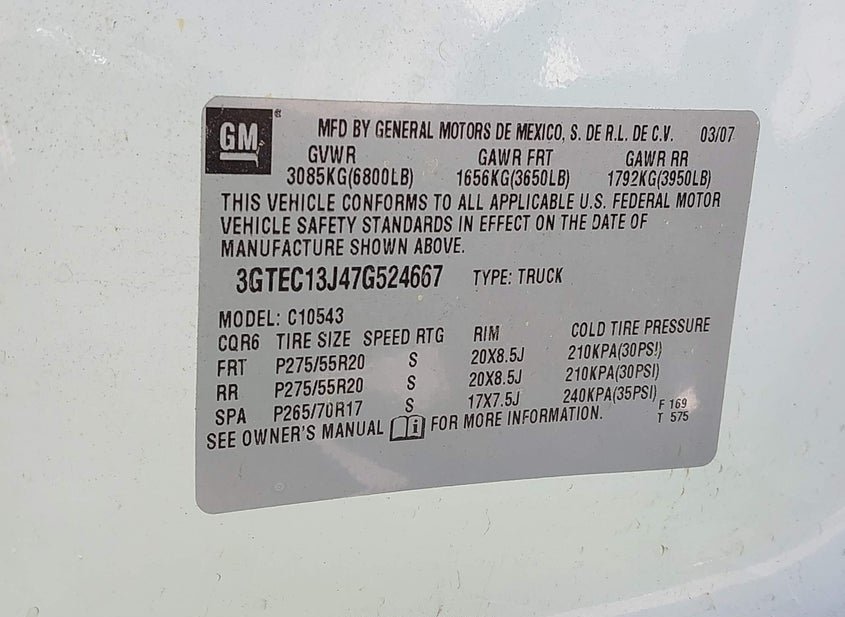 GM MFD BY GENERAL MOTORS DE MEXICO, S. DE R.L. DE C.V. 03/07
GVWR GAWR FRT GAWR RR
3085KG(6800LB) 1656KG(3650LB) 1792KG(3950LB)
THIS VEHICLE CONFORMS TO ALL APPLICABLE U.S. FEDERAL MOTOR
VEHICLE SAFETY STANDARDS IN EFFECT ON THE DATE OF
MANUFACTURE SHOWN ABOVE.
3GTEC13J47G524667 TYPE: TRUCK
MODEL: C10543
CQR6 TIRE SIZE SPEED RTG RIM COLD TIRE PRESSURE
FRT P275/55R20 S 20X8.5J 210KPA(30PSI)
RR P275/55R20 S 20X8.5J 210KPA(30PSI)
SPA P265/70R17 S 17X7.5J 240KPA(35PSI)
SEE OWNER'S MANUAL i FOR MORE INFORMATION.
F 169
T 575